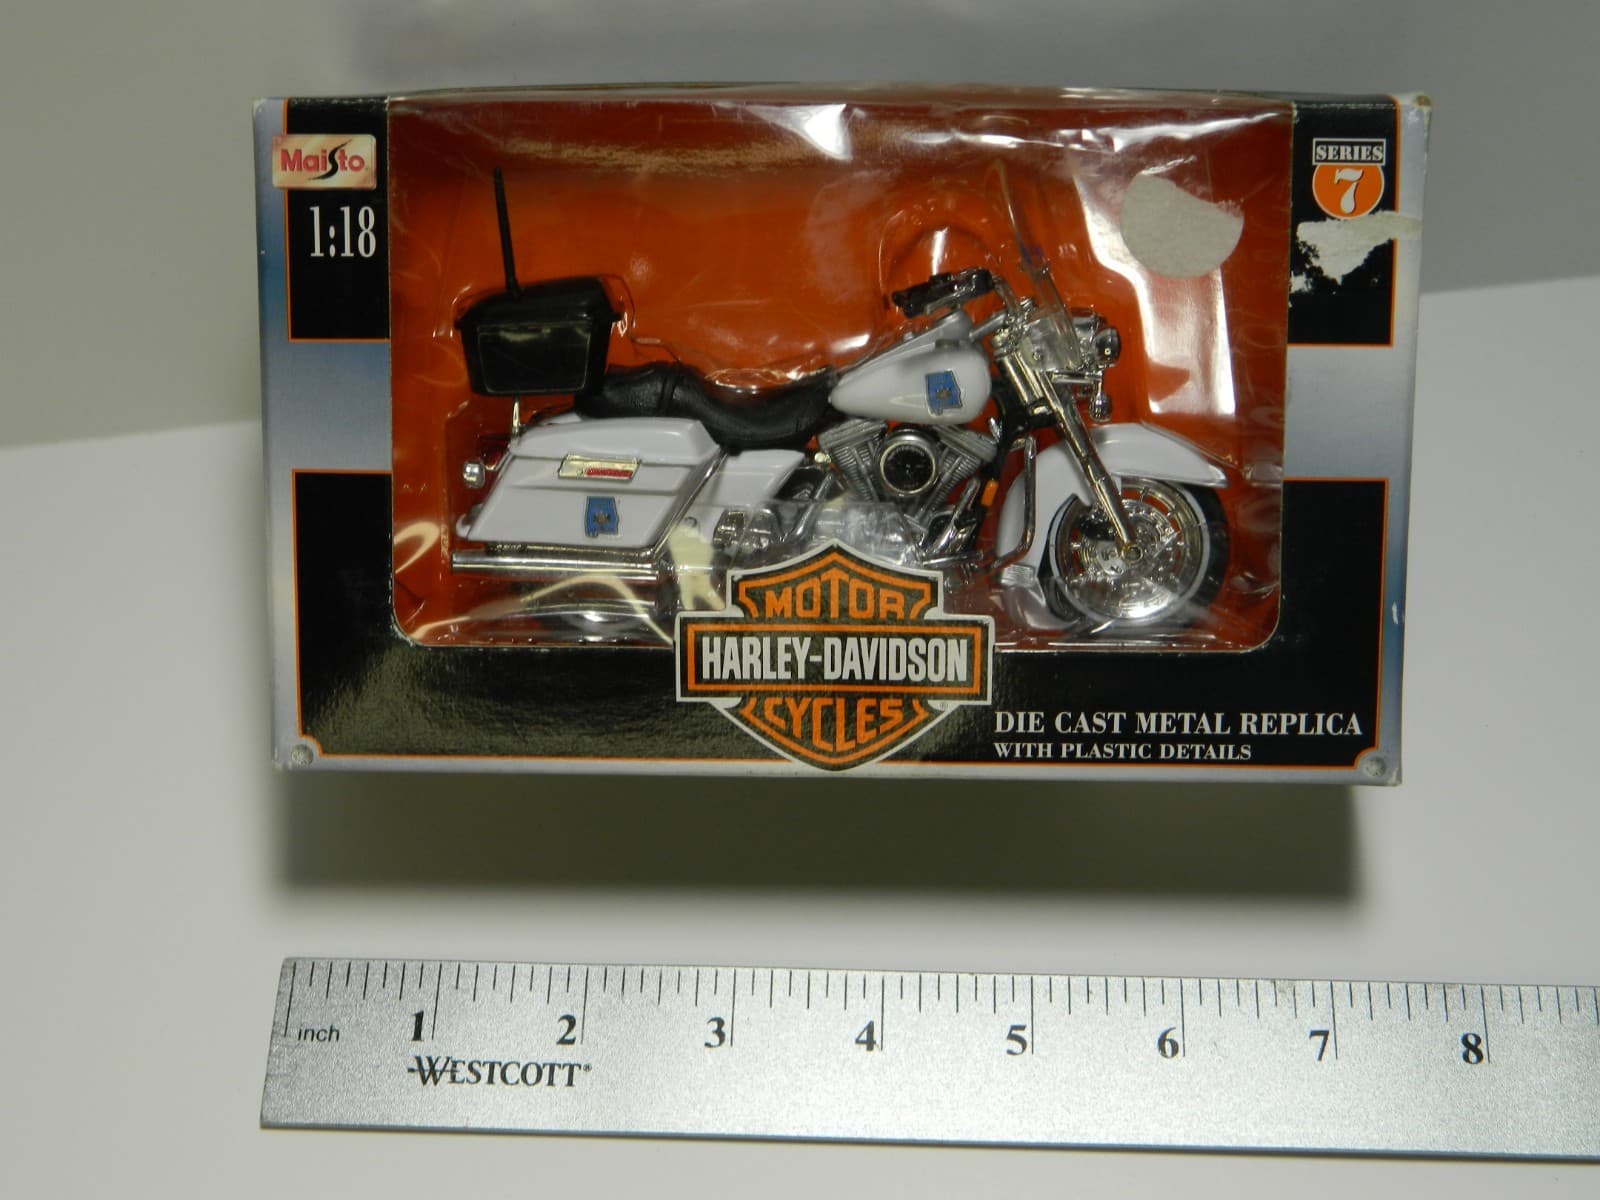 Maisto
1:18
SERIES
7
MOTOR
HARLEY-DAVIDSON
CYCLES
®
DIE CAST METAL REPLICA
WITH PLASTIC DETAILS
inch 1 2 3 4 5 6 7 8
WESTCOTT®